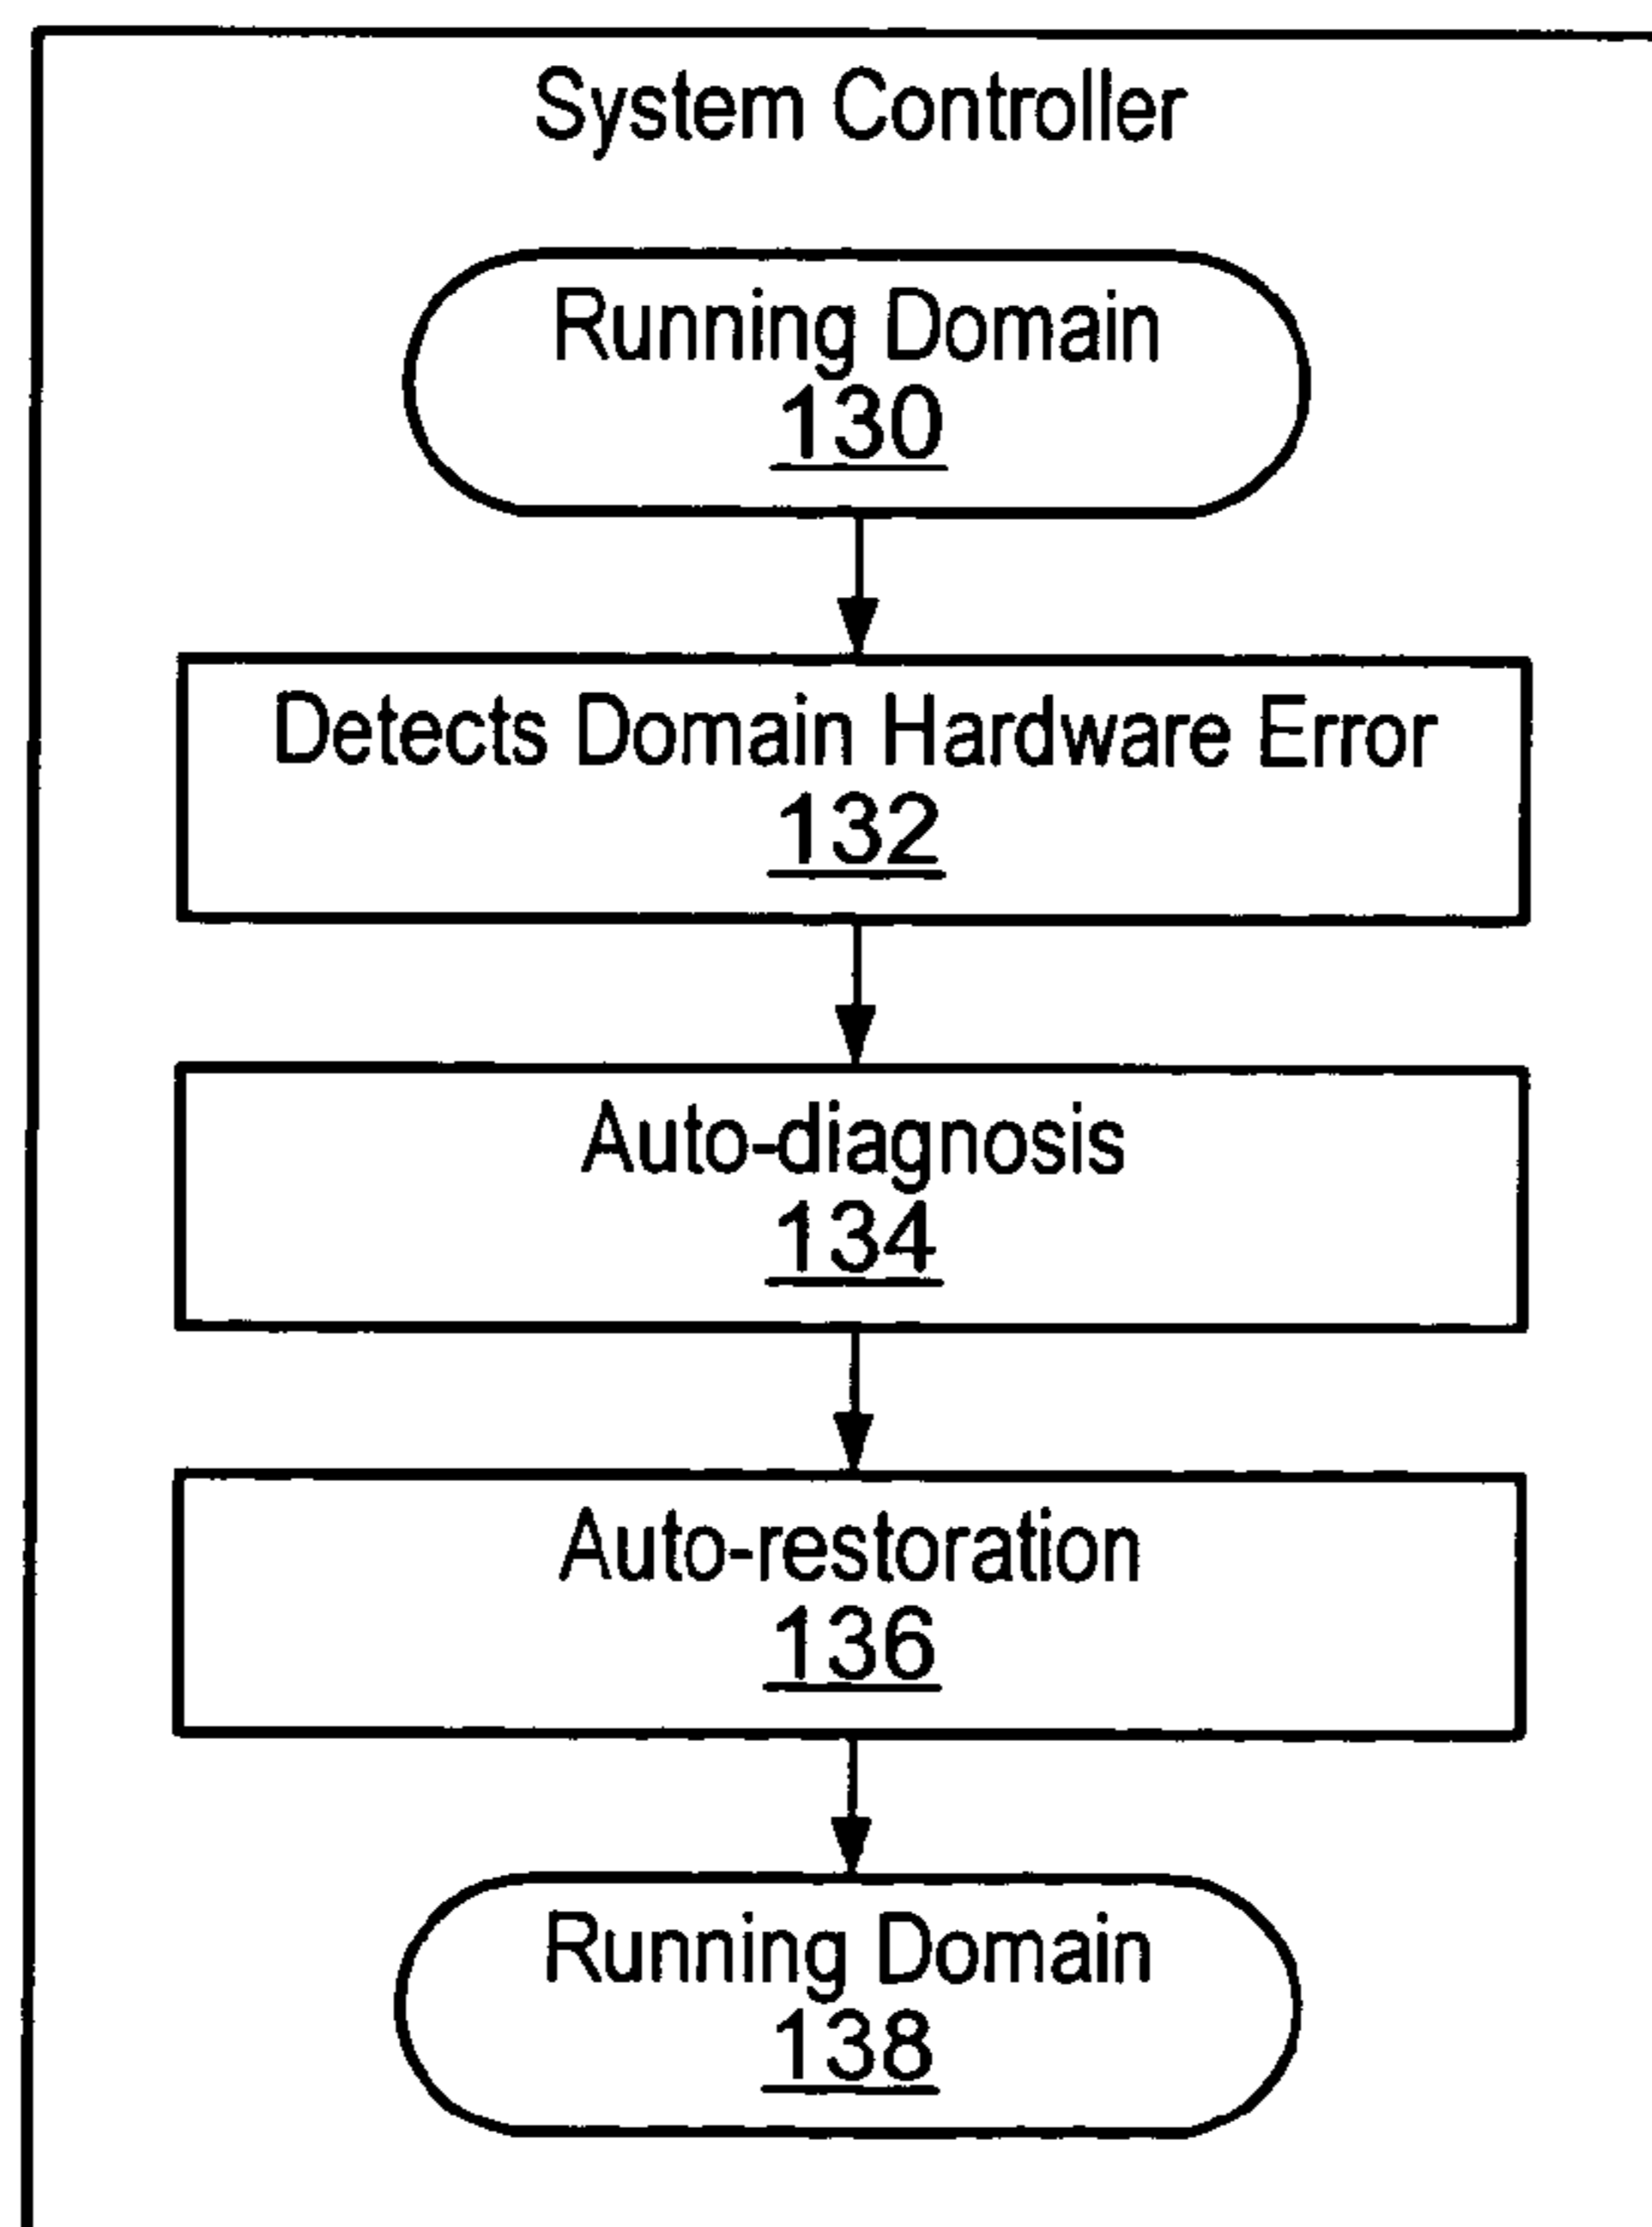 System Controller
Running Domain
130
Detects Domain Hardware Error
132
Auto-diagnosis
134
Auto-restoration
136
Running Domain
138